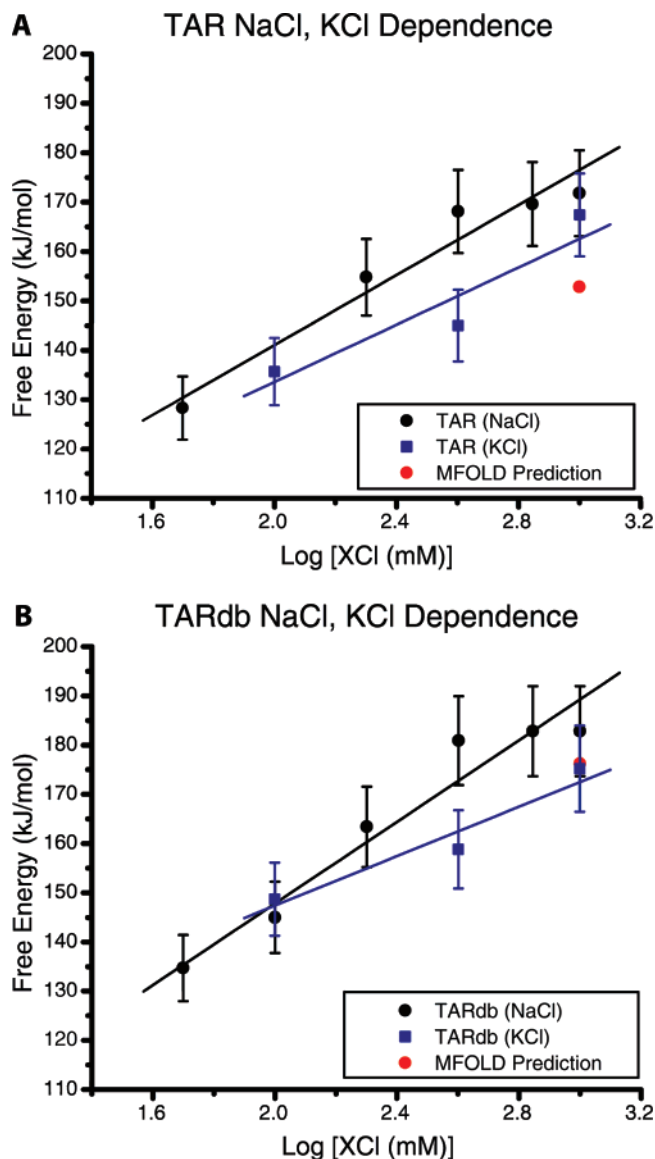 A TAR NaCl, KCl Dependence
200
190
180
170
160
150
140
130
120
110
Free Energy (kJ/mol)
TAR (NaCl)
TAR (KCl)
MFOLD Prediction
1.6 2.0 2.4 2.8 3.2
Log [XCl (mM)]
B TARdb NaCl, KCl Dependence
200
190
180
170
160
150
140
130
120
110
Free Energy (kJ/mol)
TARdb (NaCl)
TARdb (KCl)
MFOLD Prediction
1.6 2.0 2.4 2.8 3.2
Log [XCl (mM)]